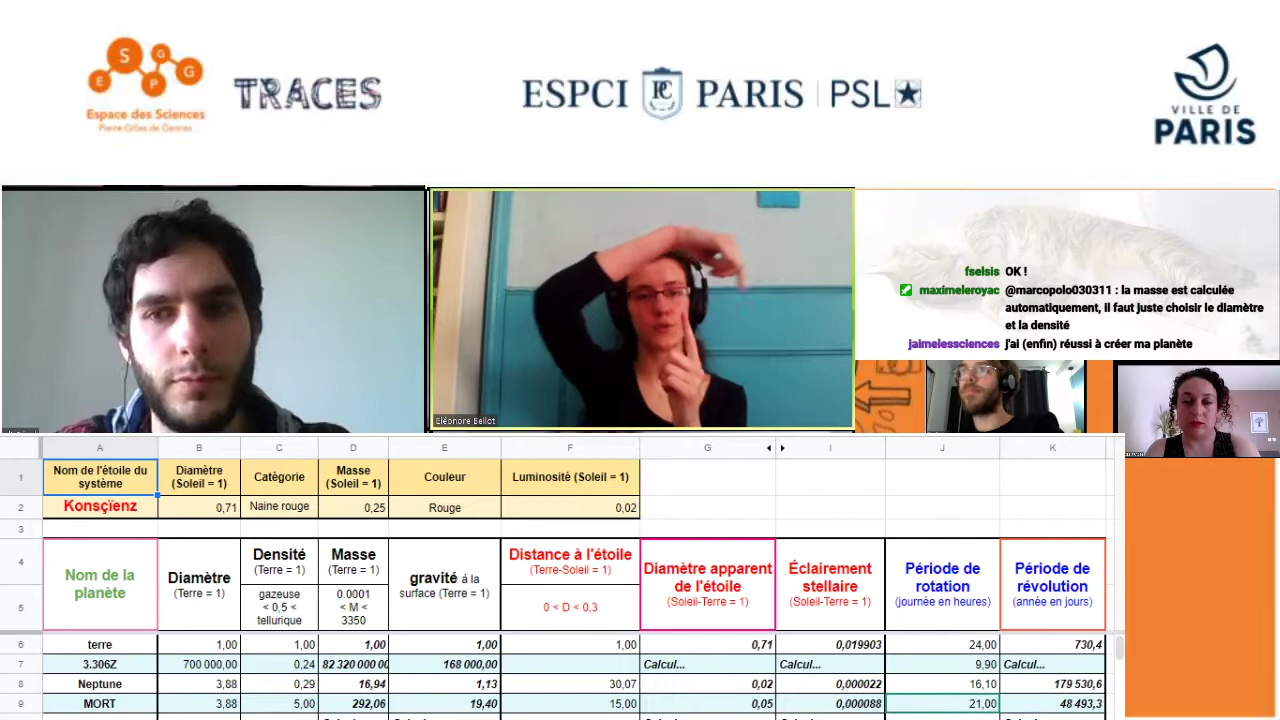 E S P G G
Espace des Sciences
Pierre-Gilles de Gennes
TRACES
ESPCI PC PARIS | PSL
VILLE DE
PARIS
fselsis OK !
maximeleroyac @marcopolo030311 : la masse est calculée
automatiquement, il faut juste choisir le diamètre
et la densité
jaimelessciences j'ai (enfin) réussi à créer ma planète
Eléonore Bellot
A B C D E F G I J K
1 Nom de l'étoile du système Diamètre (Soleil = 1) Catégorie Masse (Soleil = 1) Couleur Luminosité (Soleil = 1)
2 Konsçïenz 0,71 Naine rouge 0,25 Rouge 0,02
3
4 Nom de la planète Diamètre (Terre = 1) Densité (Terre = 1) Masse (Terre = 1) gravité à la surface (Terre = 1) Distance à l'étoile (Terre-Soleil = 1) Diamètre apparent de l'étoile (Soleil-Terre = 1) Éclairement stellaire (Soleil-Terre = 1) Période de rotation (journée en heures) Période de révolution (année en jours)
5 gazeuse < 0,5 < tellurique 0.0001 < M < 3350 0 < D < 0,3
6 terre 1,00 1,00 1,00 1,00 1,00 0,71 0,019903 24,00 730,4
7 3.306Z 700 000,00 0,24 82 320 000 00 168 000,00 Calcul... Calcul... 9,90 Calcul...
8 Neptune 3,88 0,29 16,94 1,13 30,07 0,02 0,000022 16,10 179 530,6
9 MORT 3,88 5,00 292,06 19,40 15,00 0,05 0,000088 21,00 48 493,3